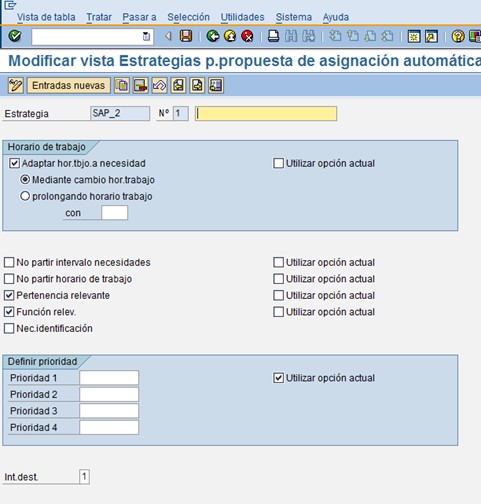 Vista de tabla Tratar Pasar a Selección Utilidades Sistema Ayuda
Modificar vista Estrategias p.propuesta de asignación automática
Entradas nuevas
Estrategia SAP_2 Nº 1
Horario de trabajo
Adaptar hor.tbjo.a necesidad Utilizar opción actual
Mediante cambio hor.trabajo
prolongando horario trabajo
con
No partir intervalo necesidades Utilizar opción actual
No partir horario de trabajo Utilizar opción actual
Pertenencia relevante Utilizar opción actual
Función relev. Utilizar opción actual
Nec.identificación
Definir prioridad
Prioridad 1 Utilizar opción actual
Prioridad 2
Prioridad 3
Prioridad 4
Int.dest. 1